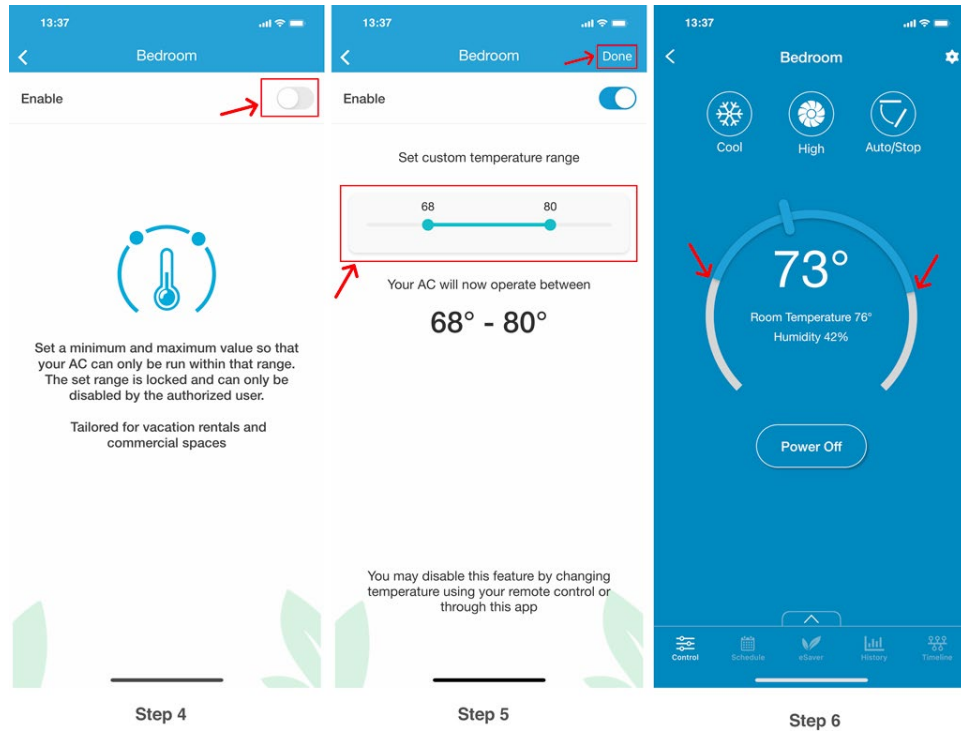 13:37
Bedroom
Enable
Set a minimum and maximum value so that
your AC can only be run within that range.
The set range is locked and can only be
disabled by the authorized user.
Tailored for vacation rentals and
commercial spaces
Step 4
13:37
Bedroom
Done
Enable
Set custom temperature range
68 80
Your AC will now operate between
68° - 80°
You may disable this feature by changing
temperature using your remote control or
through this app
Step 5
13:37
Bedroom
Cool High Auto/Stop
73°
Room Temperature 76°
Humidity 42%
Power Off
Control Schedule eSaver History Timeline
Step 6